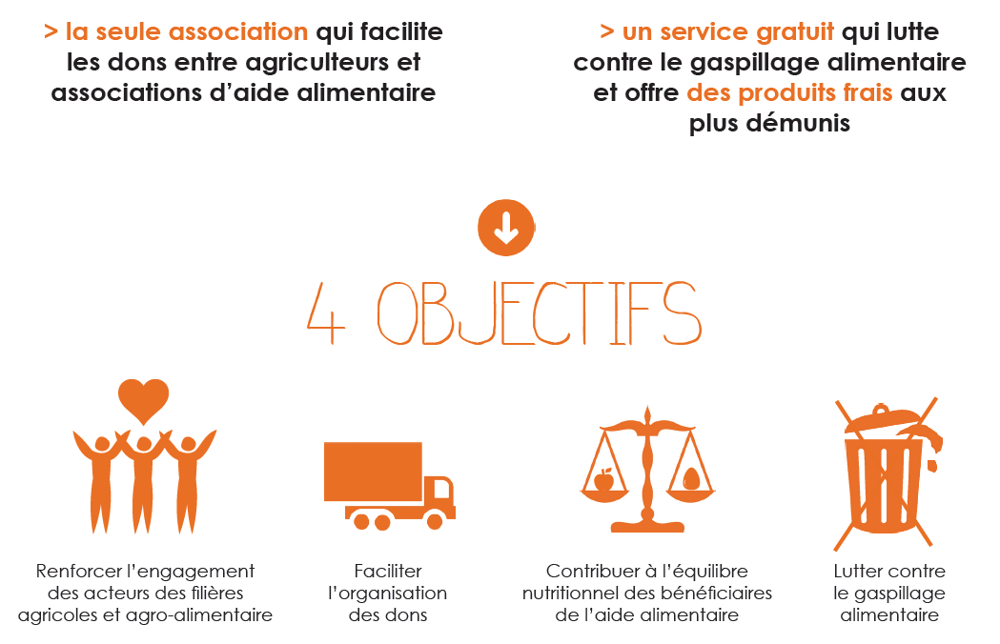 > la seule association qui facilite
les dons entre agriculteurs et
associations d’aide alimentaire
> un service gratuit qui lutte
contre le gaspillage alimentaire
et offre des produits frais aux
plus démunis
4 OBJECTIFS
Renforcer l’engagement
des acteurs des filières
agricoles et agro-alimentaire
Faciliter
l’organisation
des dons
Contribuer à l’équilibre
nutritionnel des bénéficiaires
de l’aide alimentaire
Lutter contre
le gaspillage
alimentaire